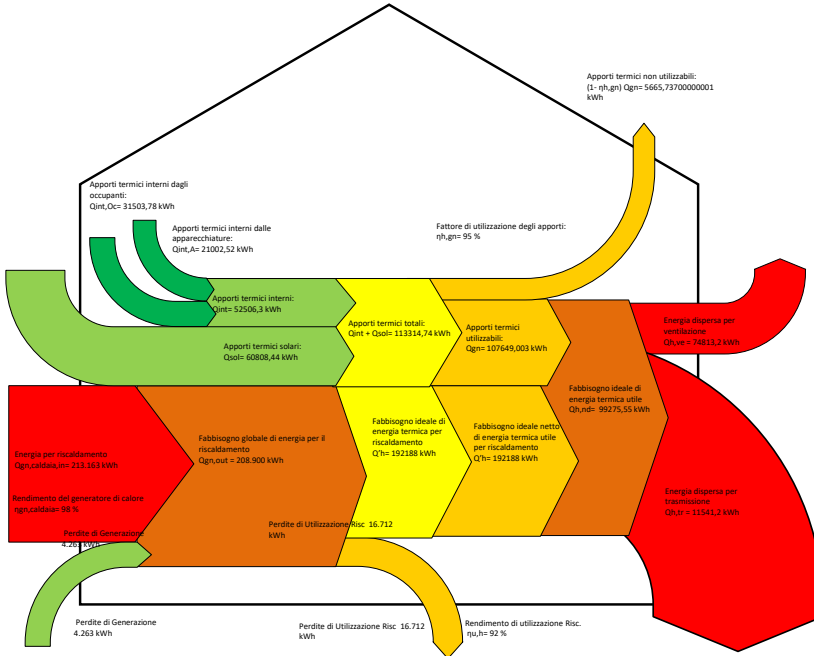 Apporti termici non utilizzabili:
(1- ηh,gn) Qgn= 5665,73700000001
kWh
Apporti termici interni dagli
occupanti:
Qint,Oc= 31503,78 kWh
Apporti termici interni dalle
apparecchiature:
Qint,A= 21002,52 kWh
Fattore di utilizzazione degli apporti:
ηh,gn= 95 %
Apporti termici interni:
Qint= 52506,3 kWh
Apporti termici solari:
Qsol= 60808,44 kWh
Apporti termici totali:
Qint + Qsol= 113314,74 kWh
Apporti termici
utilizzabili:
Qgn= 107649,003 kWh
Energia dispersa per
ventilazione
Qh,ve = 74813,2 kWh
Fabbisogno ideale di
energia termica utile
Qh,nd= 99275,55 kWh
Energia per riscaldamento
Qgn,caldaia,in= 213.163 kWh
Rendimento del generatore di calore
ηgn,caldaia= 98 %
Perdite di Generazione
4.263 kWh
Fabbisogno globale di energia per il
riscaldamento
Qgn,out = 208.900 kWh
Fabbisogno ideale di
energia termica per
riscaldamento
Q'h= 192188 kWh
Fabbisogno ideale netto
di energia termica utile
per riscaldamento
Q'h= 192188 kWh
Perdite di Utilizzazione Risc 16.712
kWh
Energia dispersa per
trasmissione
Qh,tr = 11541,2 kWh
Perdite di Generazione
4.263 kWh
Perdite di Utilizzazione Risc 16.712
kWh
Rendimento di utilizzazione Risc.
ηu,h= 92 %